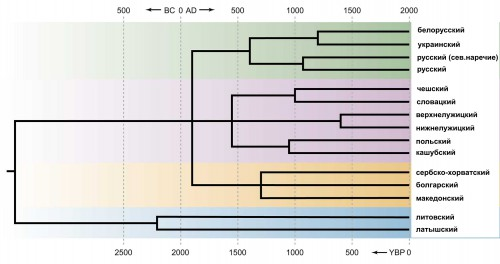 500 BC 0 AD 500 1000 1500 2000
белорусский
украинский
русский (сев.наречие)
русский
чешский
словацкий
верхнелужицкий
нижнелужицкий
польский
кашубский
сербско-хорватский
болгарский
македонский
литовский
латышский
2500 2000 1500 1000 500 YBP 0